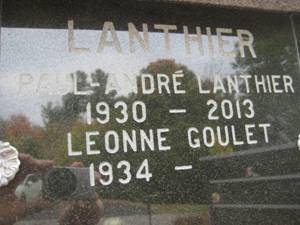 LANTHIER
PAUL-ANDRÉ LANTHIER
1930 - 2013
LEONNE GOULET
1934 -